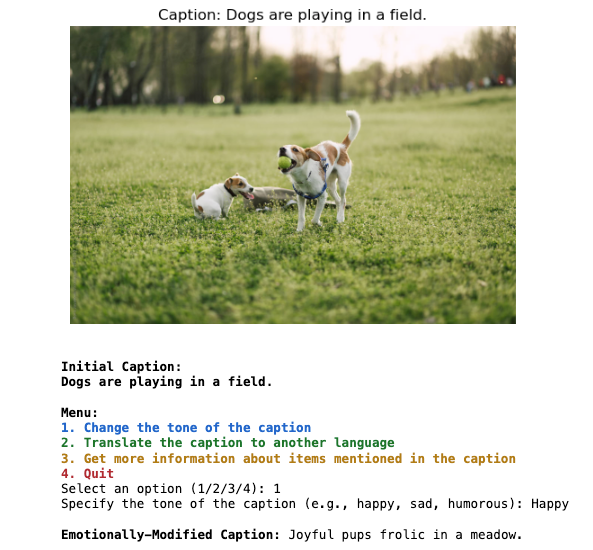 Caption: Dogs are playing in a field.
Initial Caption:
Dogs are playing in a field.
Menu:
1. Change the tone of the caption
2. Translate the caption to another language
3. Get more information about items mentioned in the caption
4. Quit
Select an option (1/2/3/4): 1
Specify the tone of the caption (e.g., happy, sad, humorous): Happy
Emotionally-Modified Caption: Joyful pups frolic in a meadow.